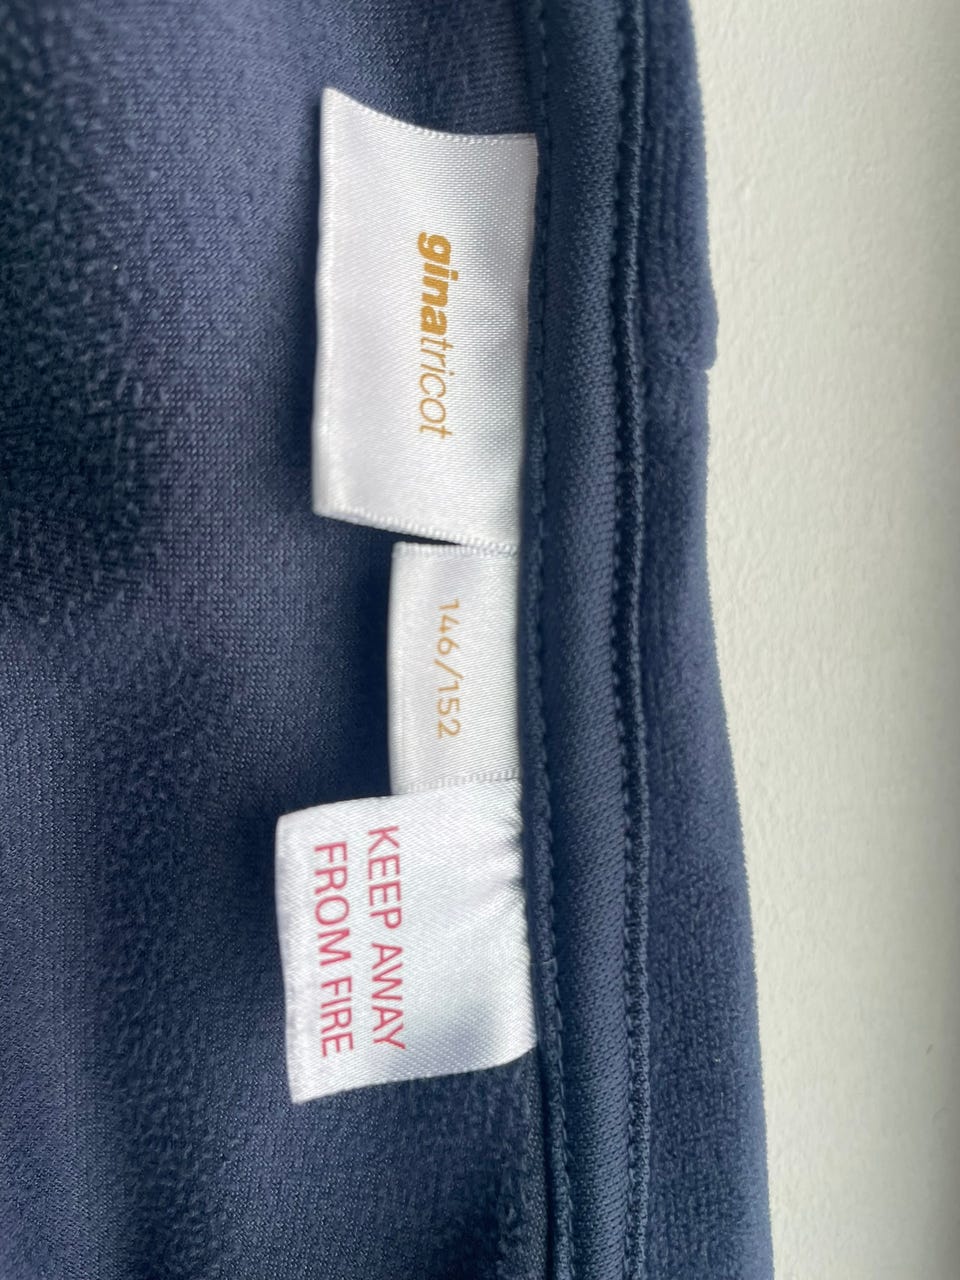 ginatricot
146/152
KEEP AWAY
FROM FIRE